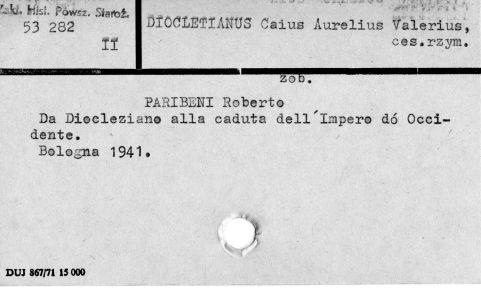 Zakł. Hist. Powsz. Staroż.
53 282
II
DIOCLETIANUS Caius Aurelius Valerius,
ces.rzym.
zob.
PARIBENI Roberto
Da Diocleziano alla caduta dell'Impero dó Occi-
dente.
Bologna 1941.
DUJ 867/71 15 000